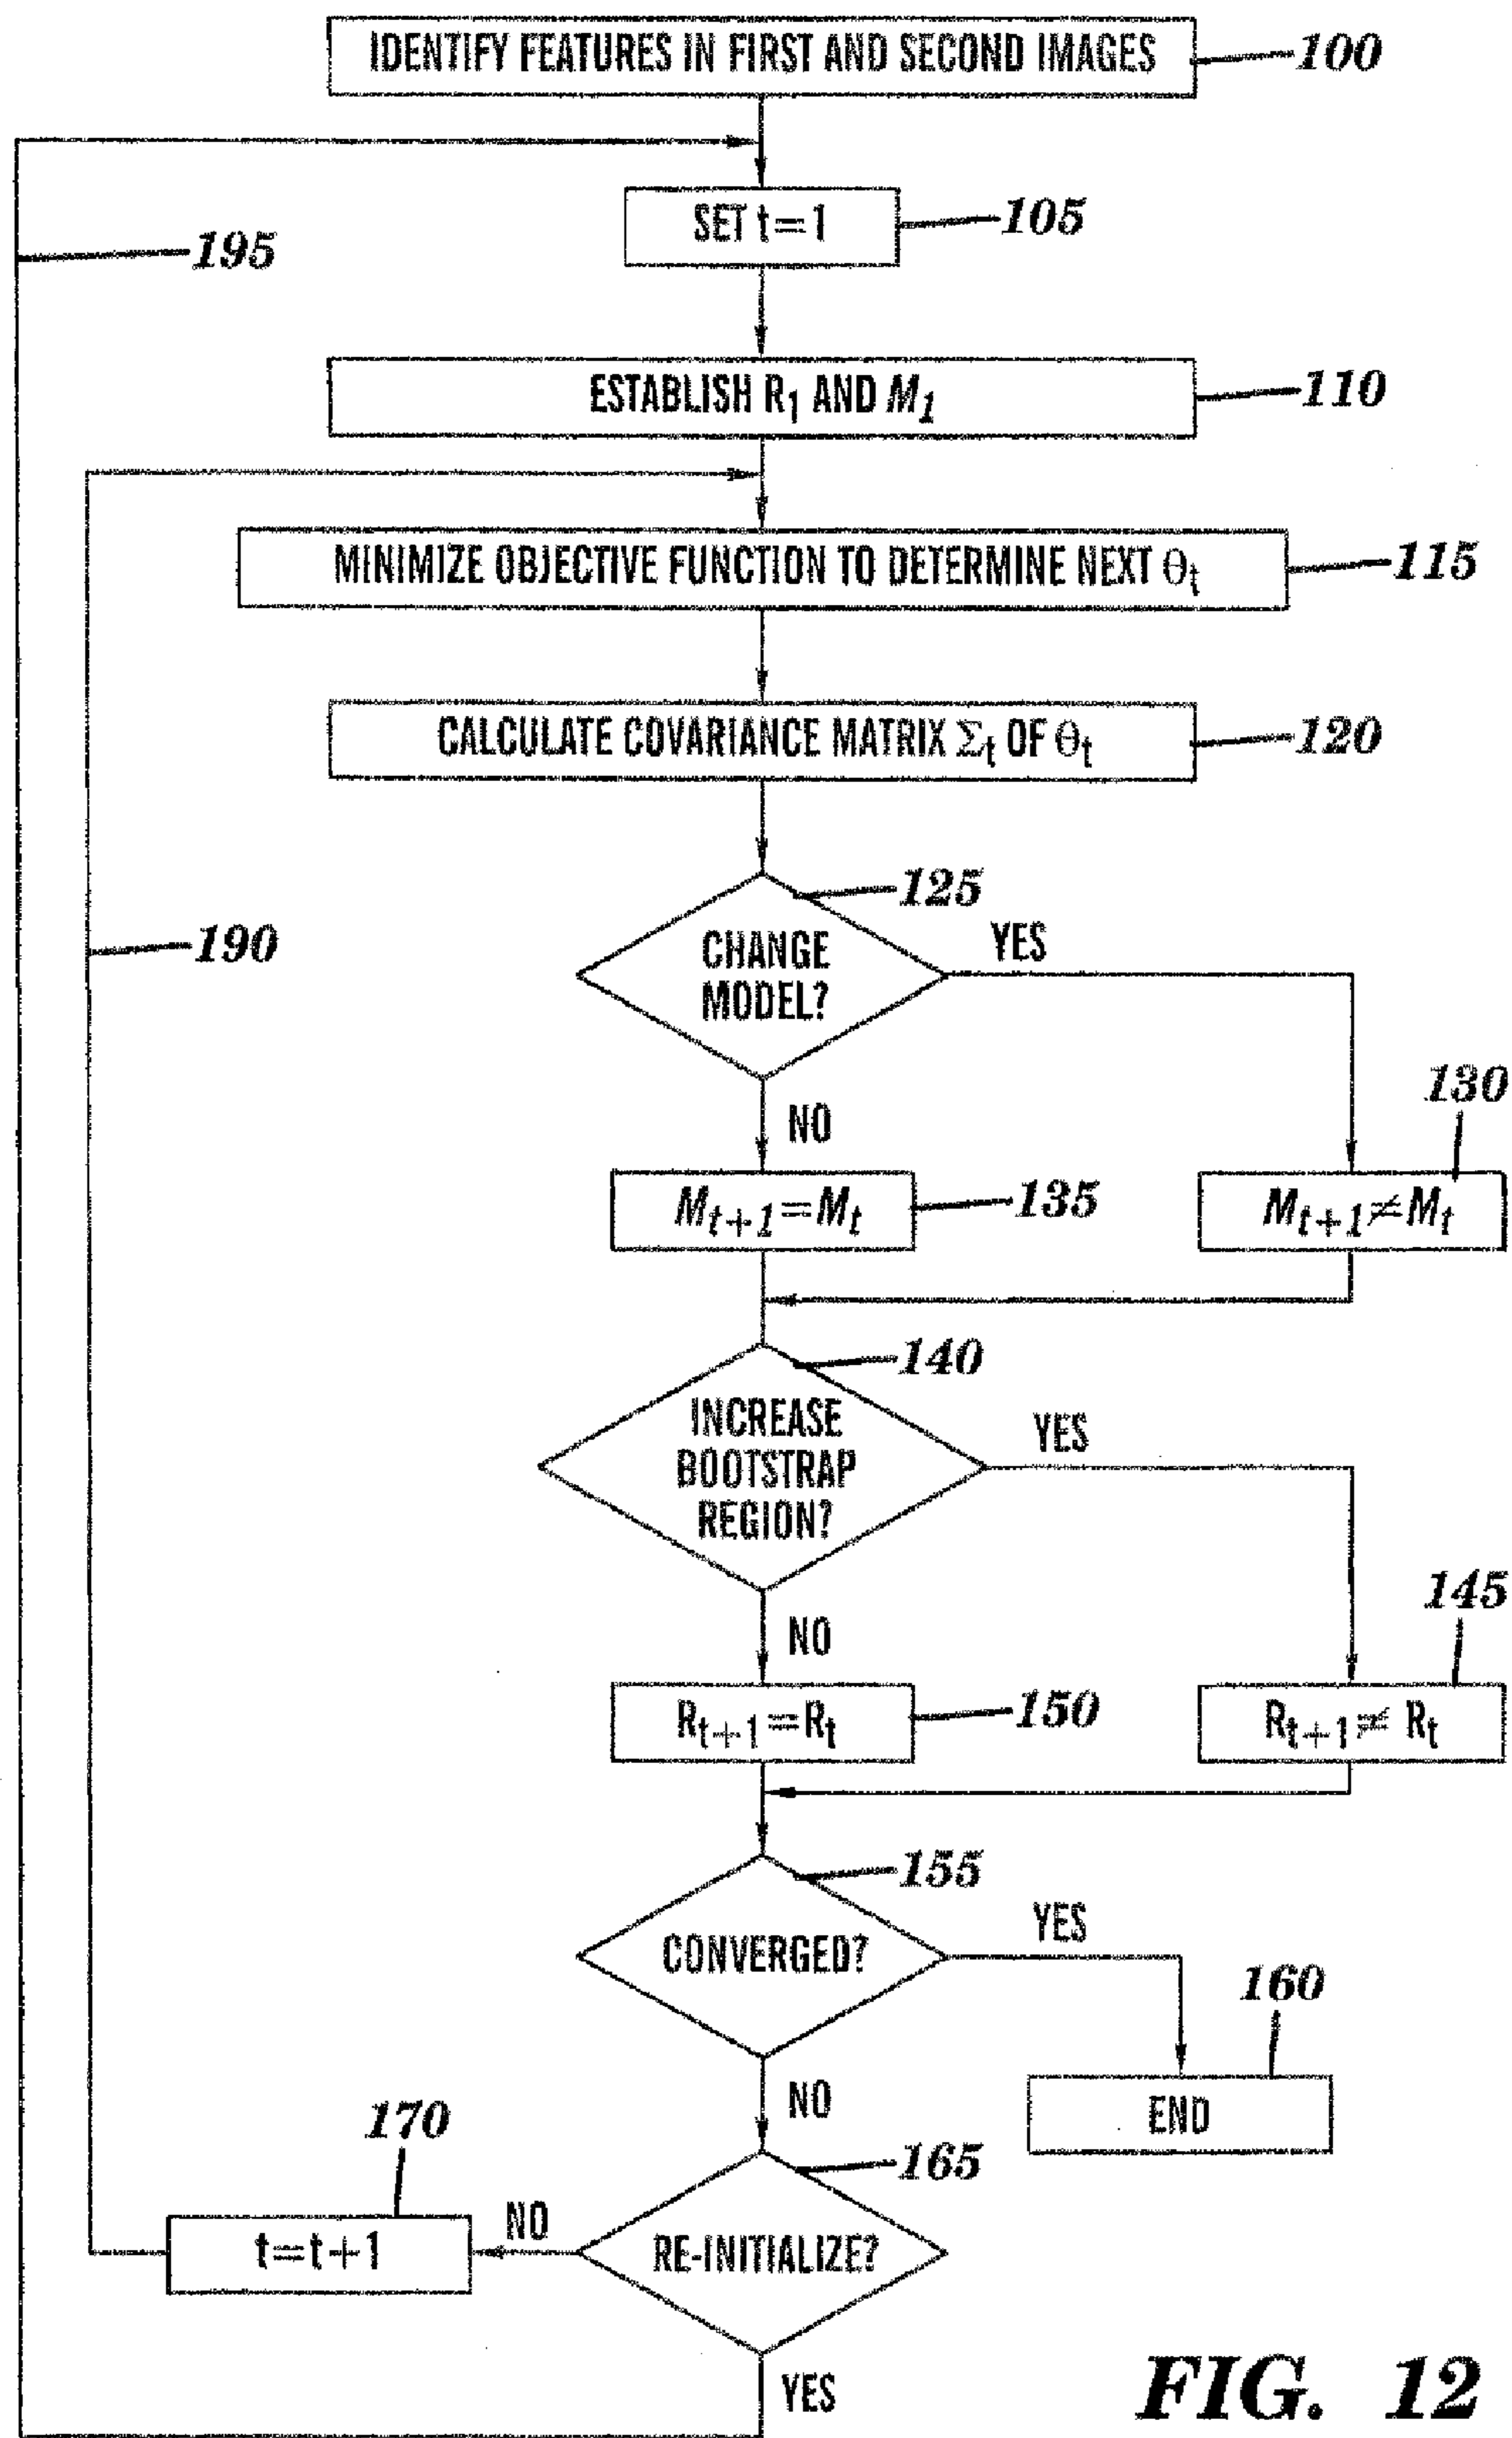 IDENTIFY FEATURES IN FIRST AND SECOND IMAGES
100
SET t=1
105
195
ESTABLISH R1 AND M1
110
MINIMIZE OBJECTIVE FUNCTION TO DETERMINE NEXT Θt
115
CALCULATE COVARIANCE MATRIX Σt OF Θt
120
125
CHANGE
MODEL?
YES
190
NO
130
Mt+1=Mt
135
Mt+1≠Mt
140
INCREASE
BOOTSTRAP
REGION?
YES
NO
145
Rt+1=Rt
150
Rt+1≠ Rt
155
CONVERGED?
YES
160
NO
END
170
165
t=t+1
NO
RE-INITIALIZE?
YES
FIG. 12